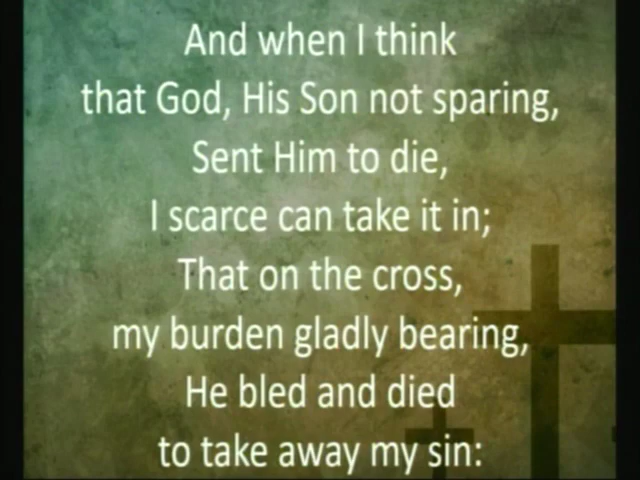 And when I think
that God, His Son not sparing,
Sent Him to die,
I scarce can take it in;
That on the cross,
my burden gladly bearing,
He bled and died
to take away my sin: